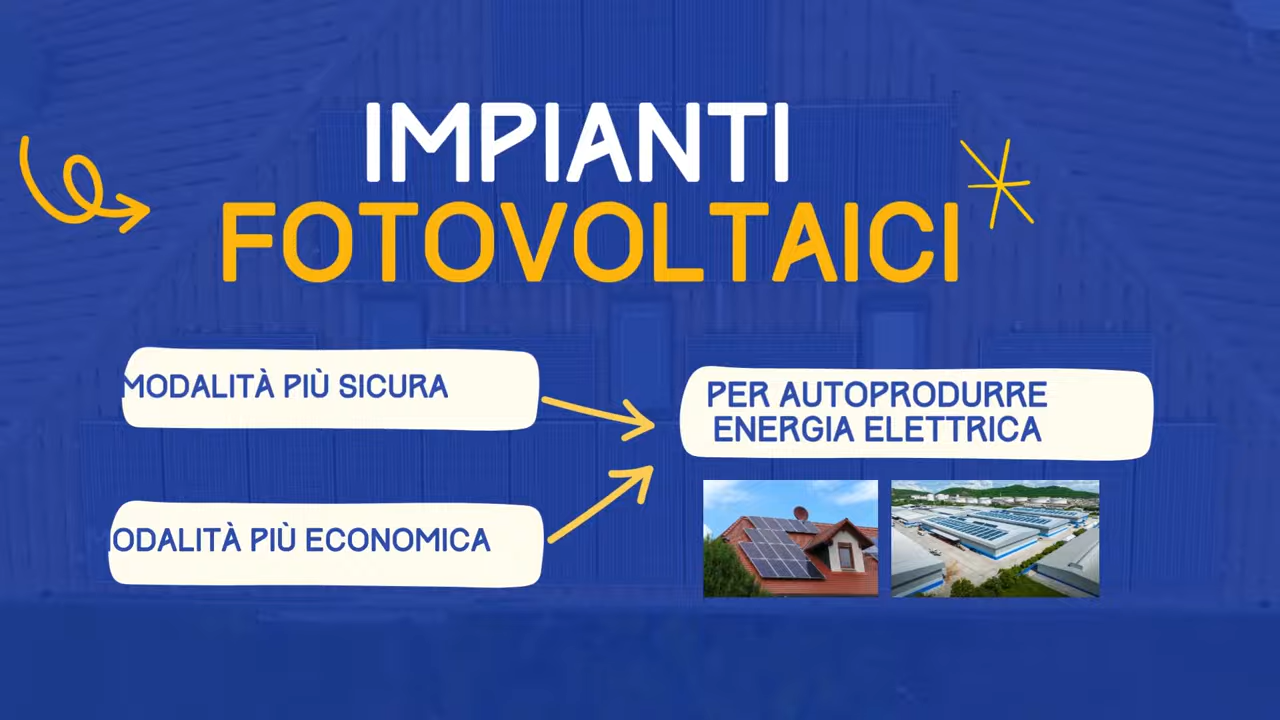 IMPIANTI
FOTOVOLTAICI
MODALITÀ PIÙ SICURA
PER AUTOPRODURRE
ENERGIA ELETTRICA
ODALITÀ PIÙ ECONOMICA